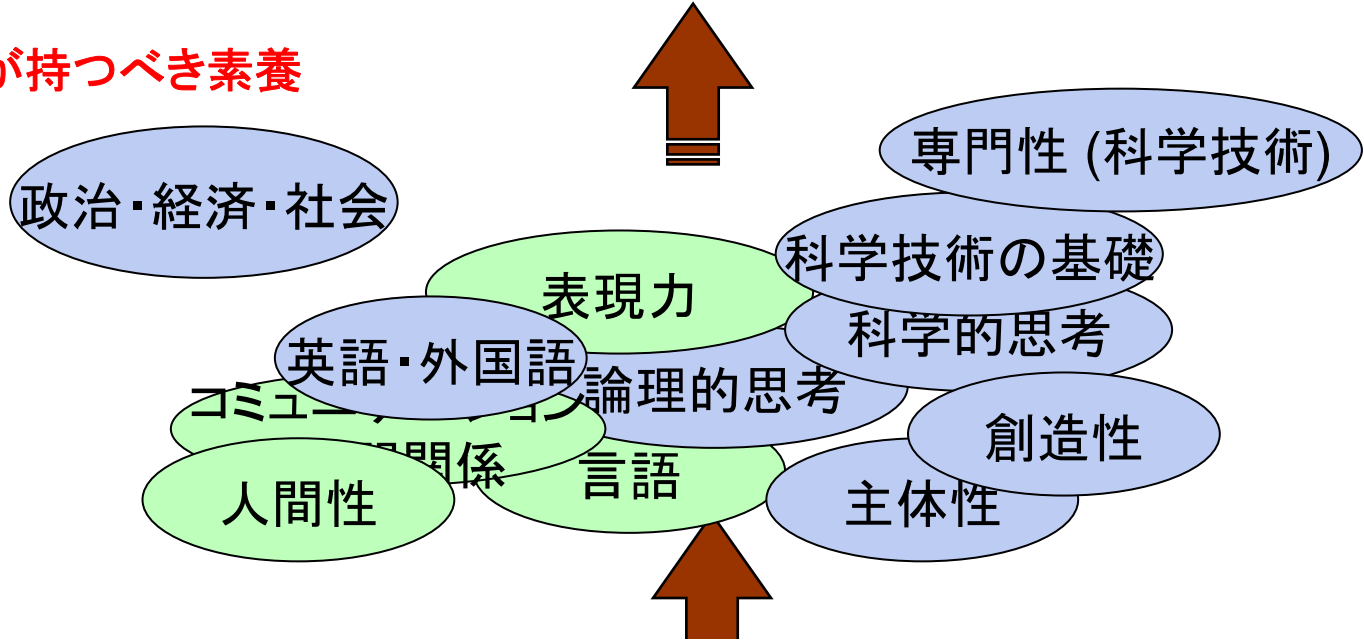 が持つべき素養
専門性 (科学技術)
政治・経済・社会
科学技術の基礎
表現力
科学的思考
英語・外国語
論理的思考
創造性
関係
言語
人間性
主体性